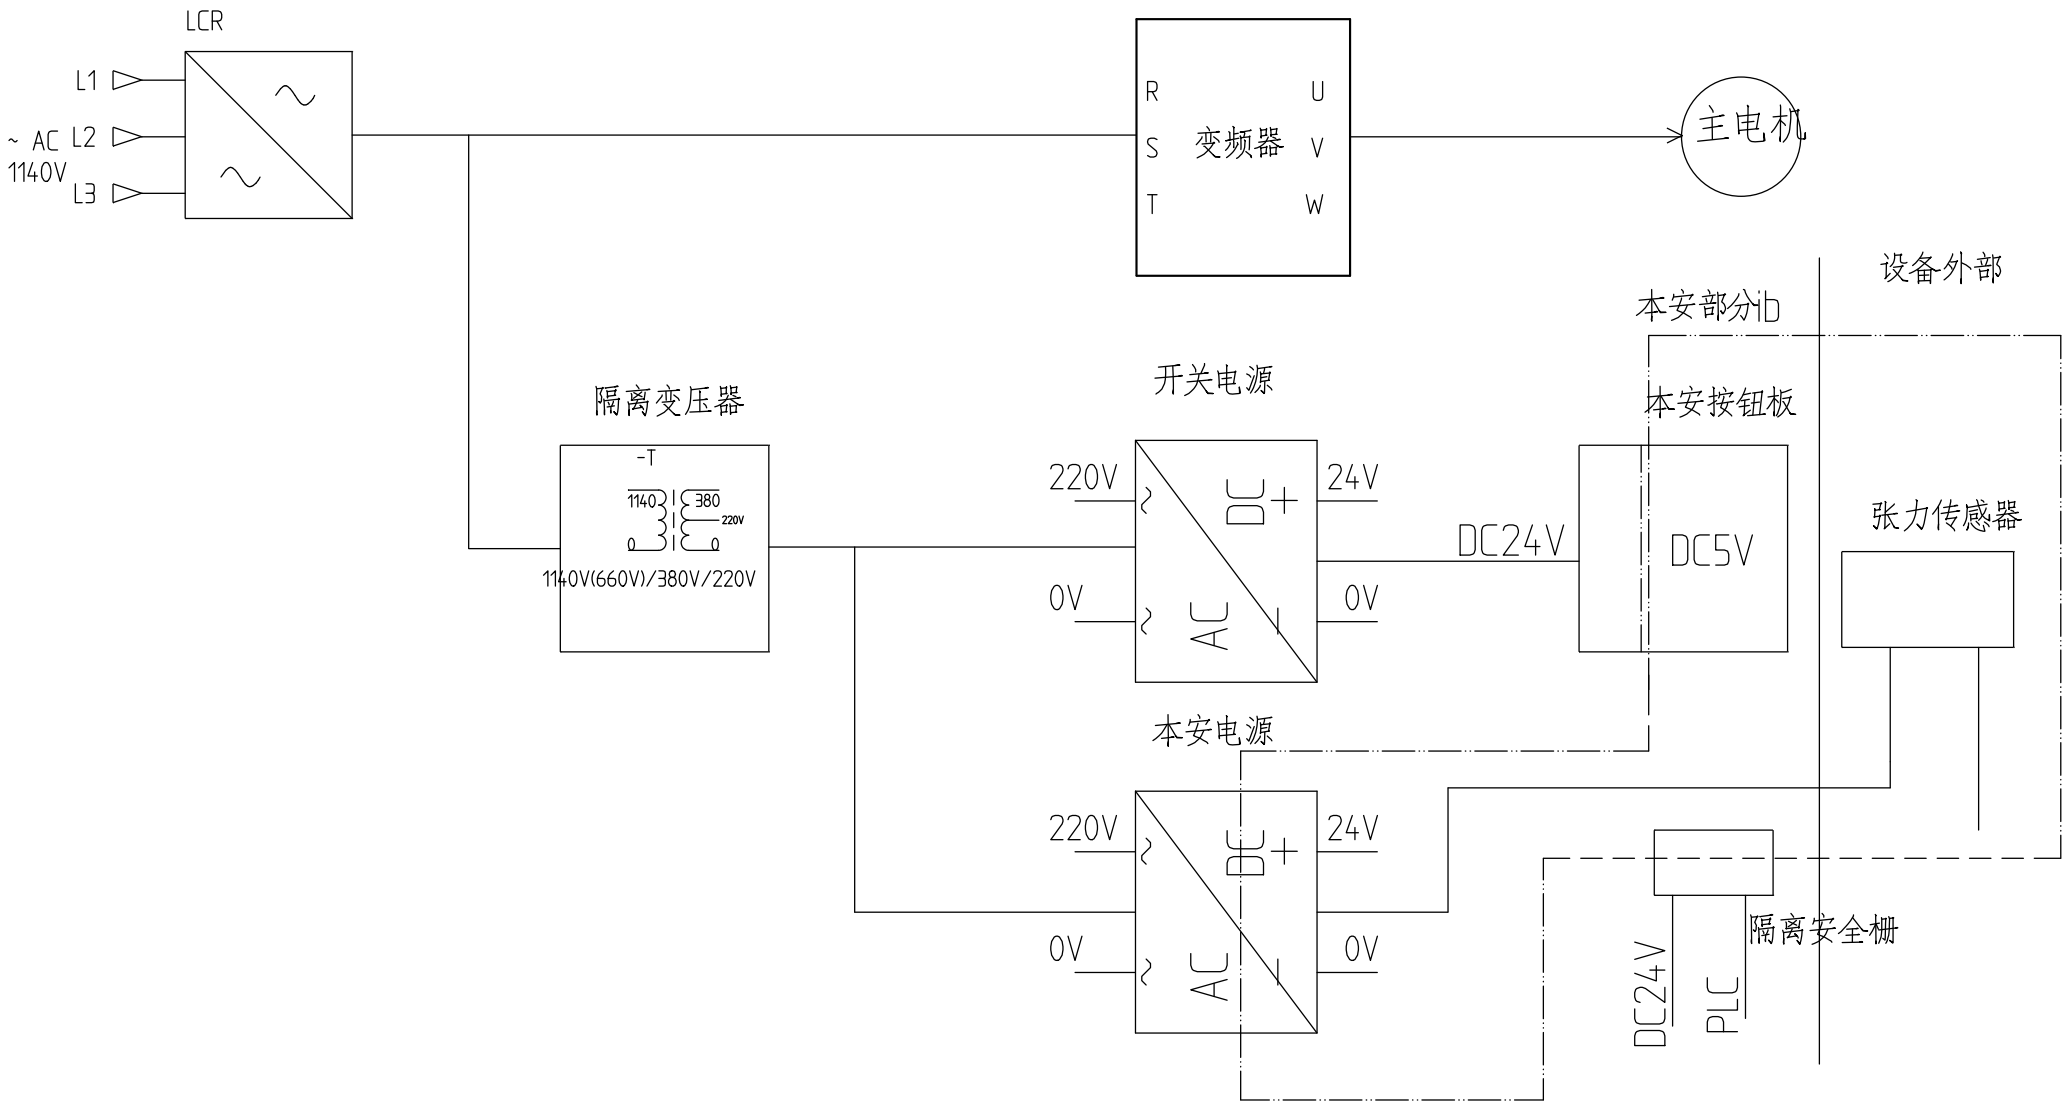 LCR
L1
L2
L3
~ AC
1140V
R
S
T
变频器
U
V
W
主电机
设备外部
本安部分ib
隔离变压器
-T
1140
380
220V
0
0
1140V(660V)/380V/220V
开关电源
220V
0V
DC
+
AC
24V
0V
DC24V
本安按钮板
DC5V
张力传感器
本安电源
220V
0V
DC
+
AC
24V
0V
隔离安全栅
DC24V
PLC